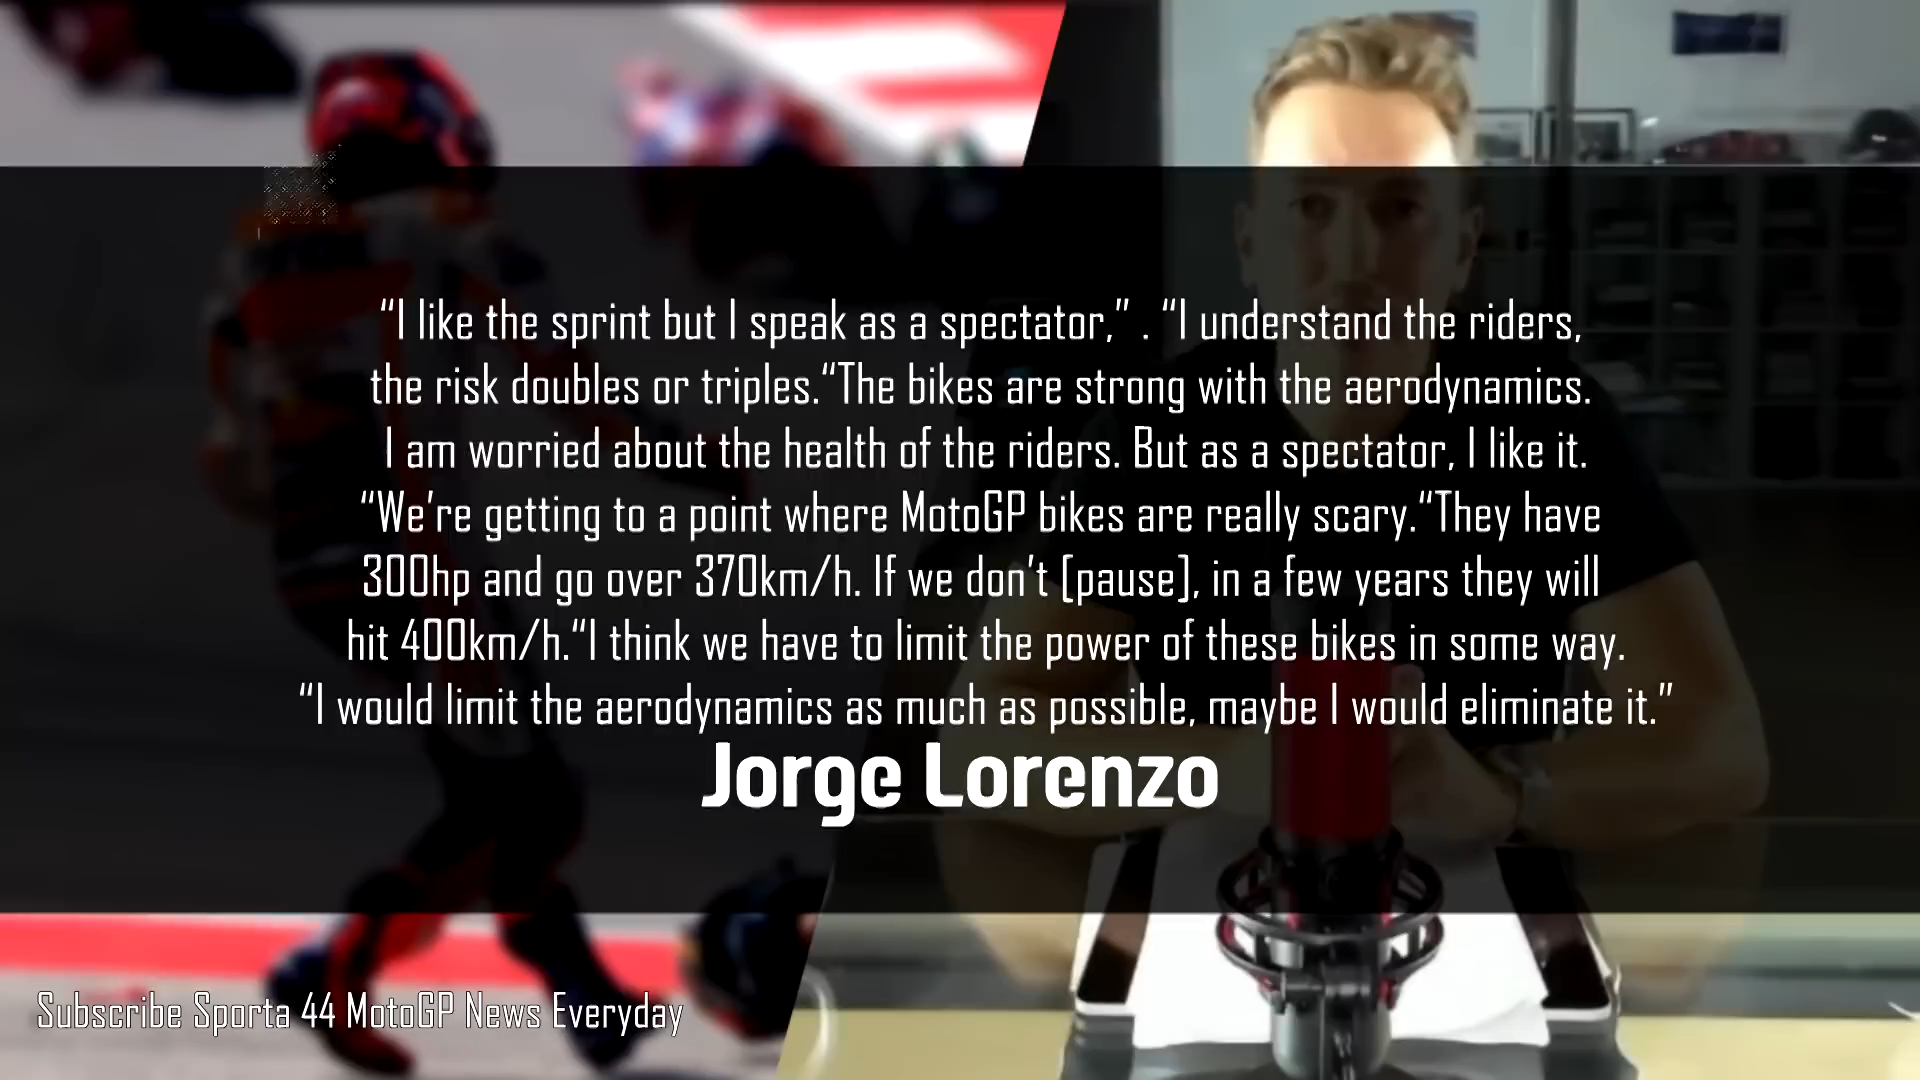 “I like the sprint but I speak as a spectator,” . “I understand the riders,
the risk doubles or triples.“The bikes are strong with the aerodynamics.
I am worried about the health of the riders. But as a spectator, I like it.
“We’re getting to a point where MotoGP bikes are really scary.“They have
300hp and go over 370km/h. If we don’t [pause], in a few years they will
hit 400km/h.“I think we have to limit the power of these bikes in some way.
“I would limit the aerodynamics as much as possible, maybe I would eliminate it.”
Jorge Lorenzo
Subscribe Sporta 44 MotoGP News Everyday